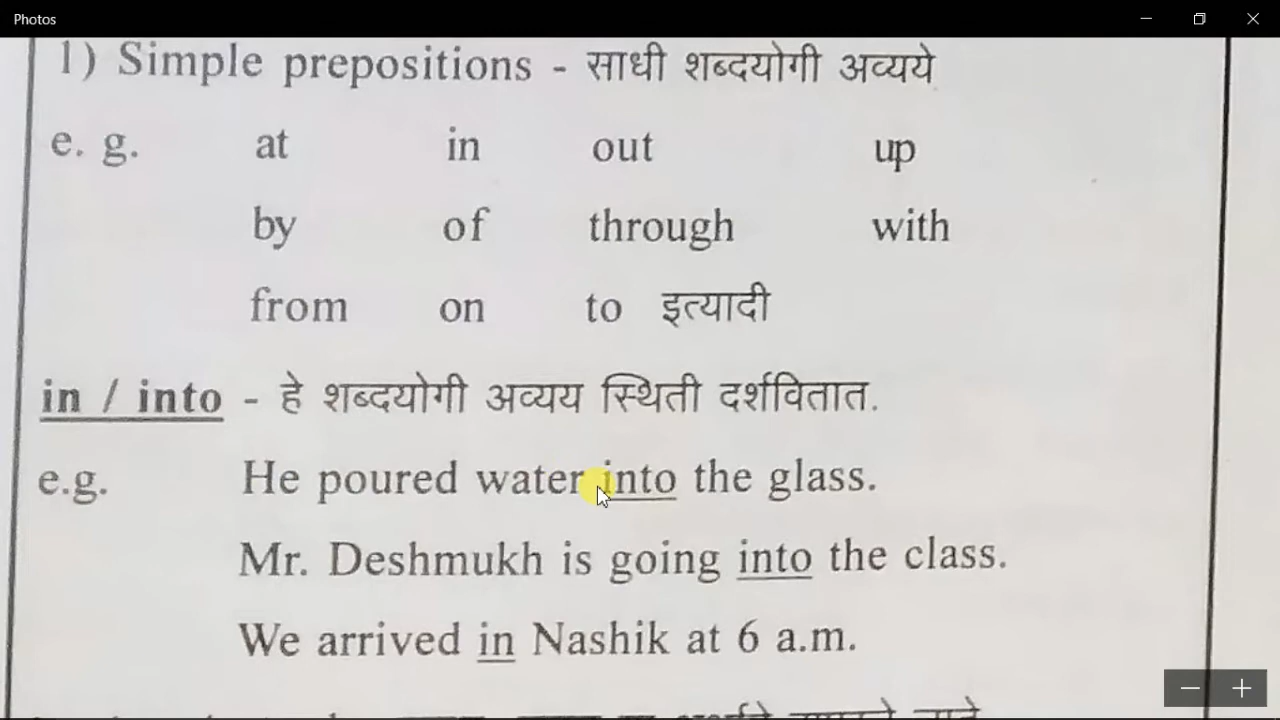 Photos
1) Simple prepositions - साधी शब्दयोगी अव्यये
e. g. at in out up
by of through with
from on to इत्यादी
in / into - हे शब्दयोगी अव्यय स्थिती दर्शवितात.
e.g. He poured water into the glass.
Mr. Deshmukh is going into the class.
We arrived in Nashik at 6 a.m.